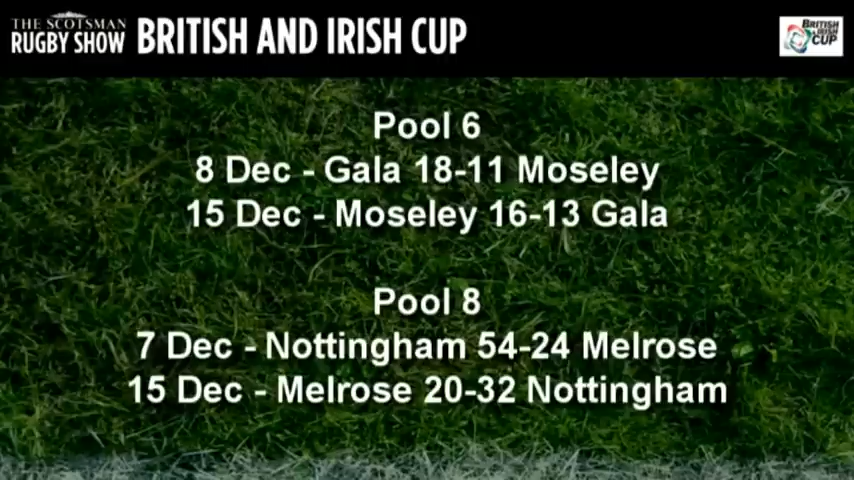 THE SCOTSMAN
RUGBY SHOW
BRITISH AND IRISH CUP
BRITISH
& IRISH
CUP
Pool 6
8 Dec - Gala 18-11 Moseley
15 Dec - Moseley 16-13 Gala
Pool 8
7 Dec - Nottingham 54-24 Melrose
15 Dec - Melrose 20-32 Nottingham